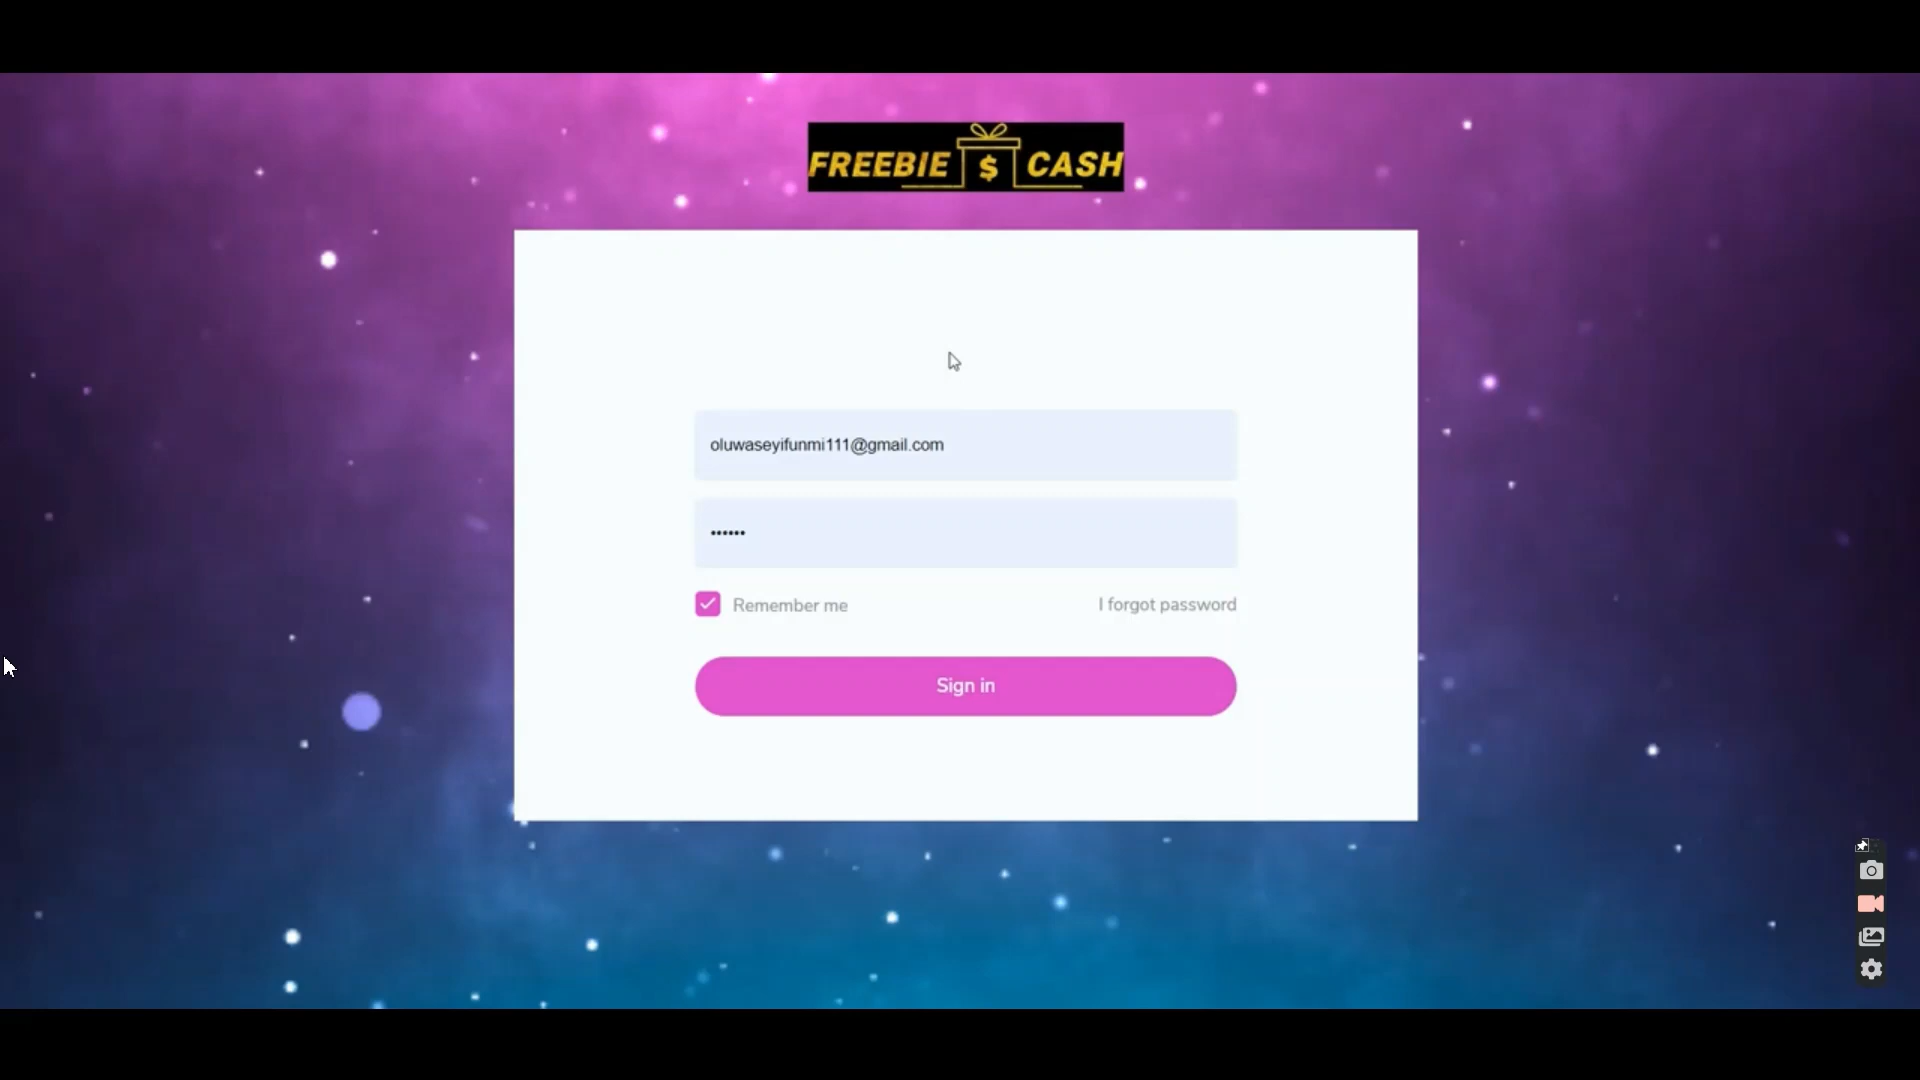 FREEBIE $ CASH
oluwaseyifunmi111@gmail.com
••••••
Remember me
I forgot password
Sign in